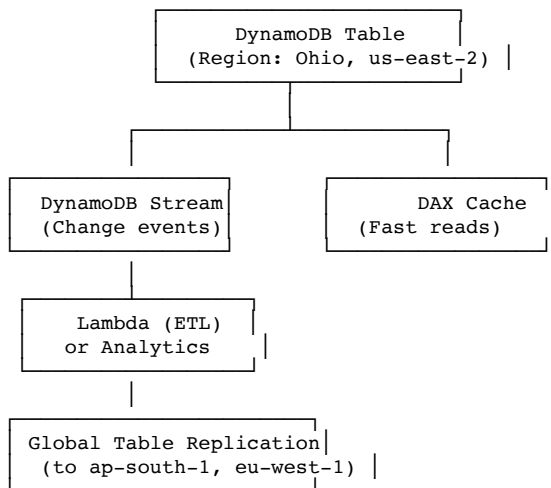 DynamoDB Table
(Region: Ohio, us-east-2)
DynamoDB Stream
(Change events)
DAX Cache
(Fast reads)
Lambda (ETL)
or Analytics
Global Table Replication
(to ap-south-1, eu-west-1)